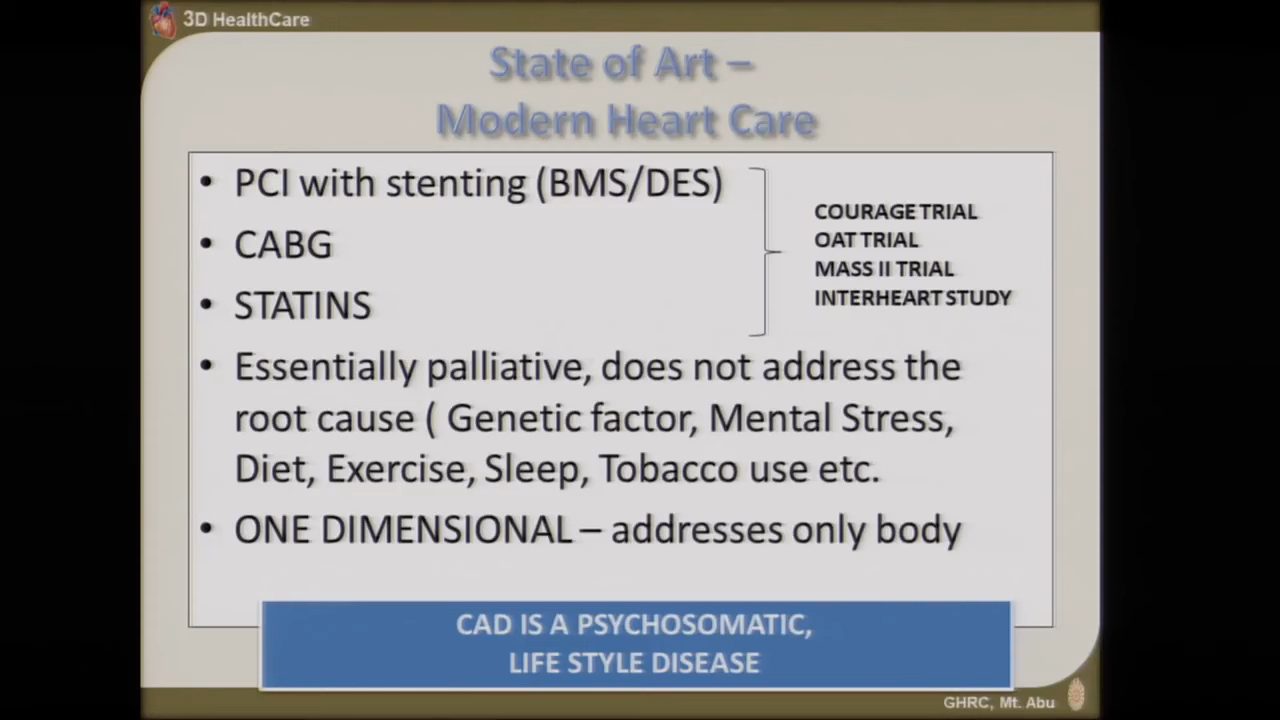 3D HealthCare
State of Art –
Modern Heart Care
• PCI with stenting (BMS/DES)
• CABG
• STATINS
COURAGE TRIAL
OAT TRIAL
MASS II TRIAL
INTERHEART STUDY
• Essentially palliative, does not address the
root cause ( Genetic factor, Mental Stress,
Diet, Exercise, Sleep, Tobacco use etc.
• ONE DIMENSIONAL – addresses only body
CAD IS A PSYCHOSOMATIC,
LIFE STYLE DISEASE
GHRC, Mt. Abu